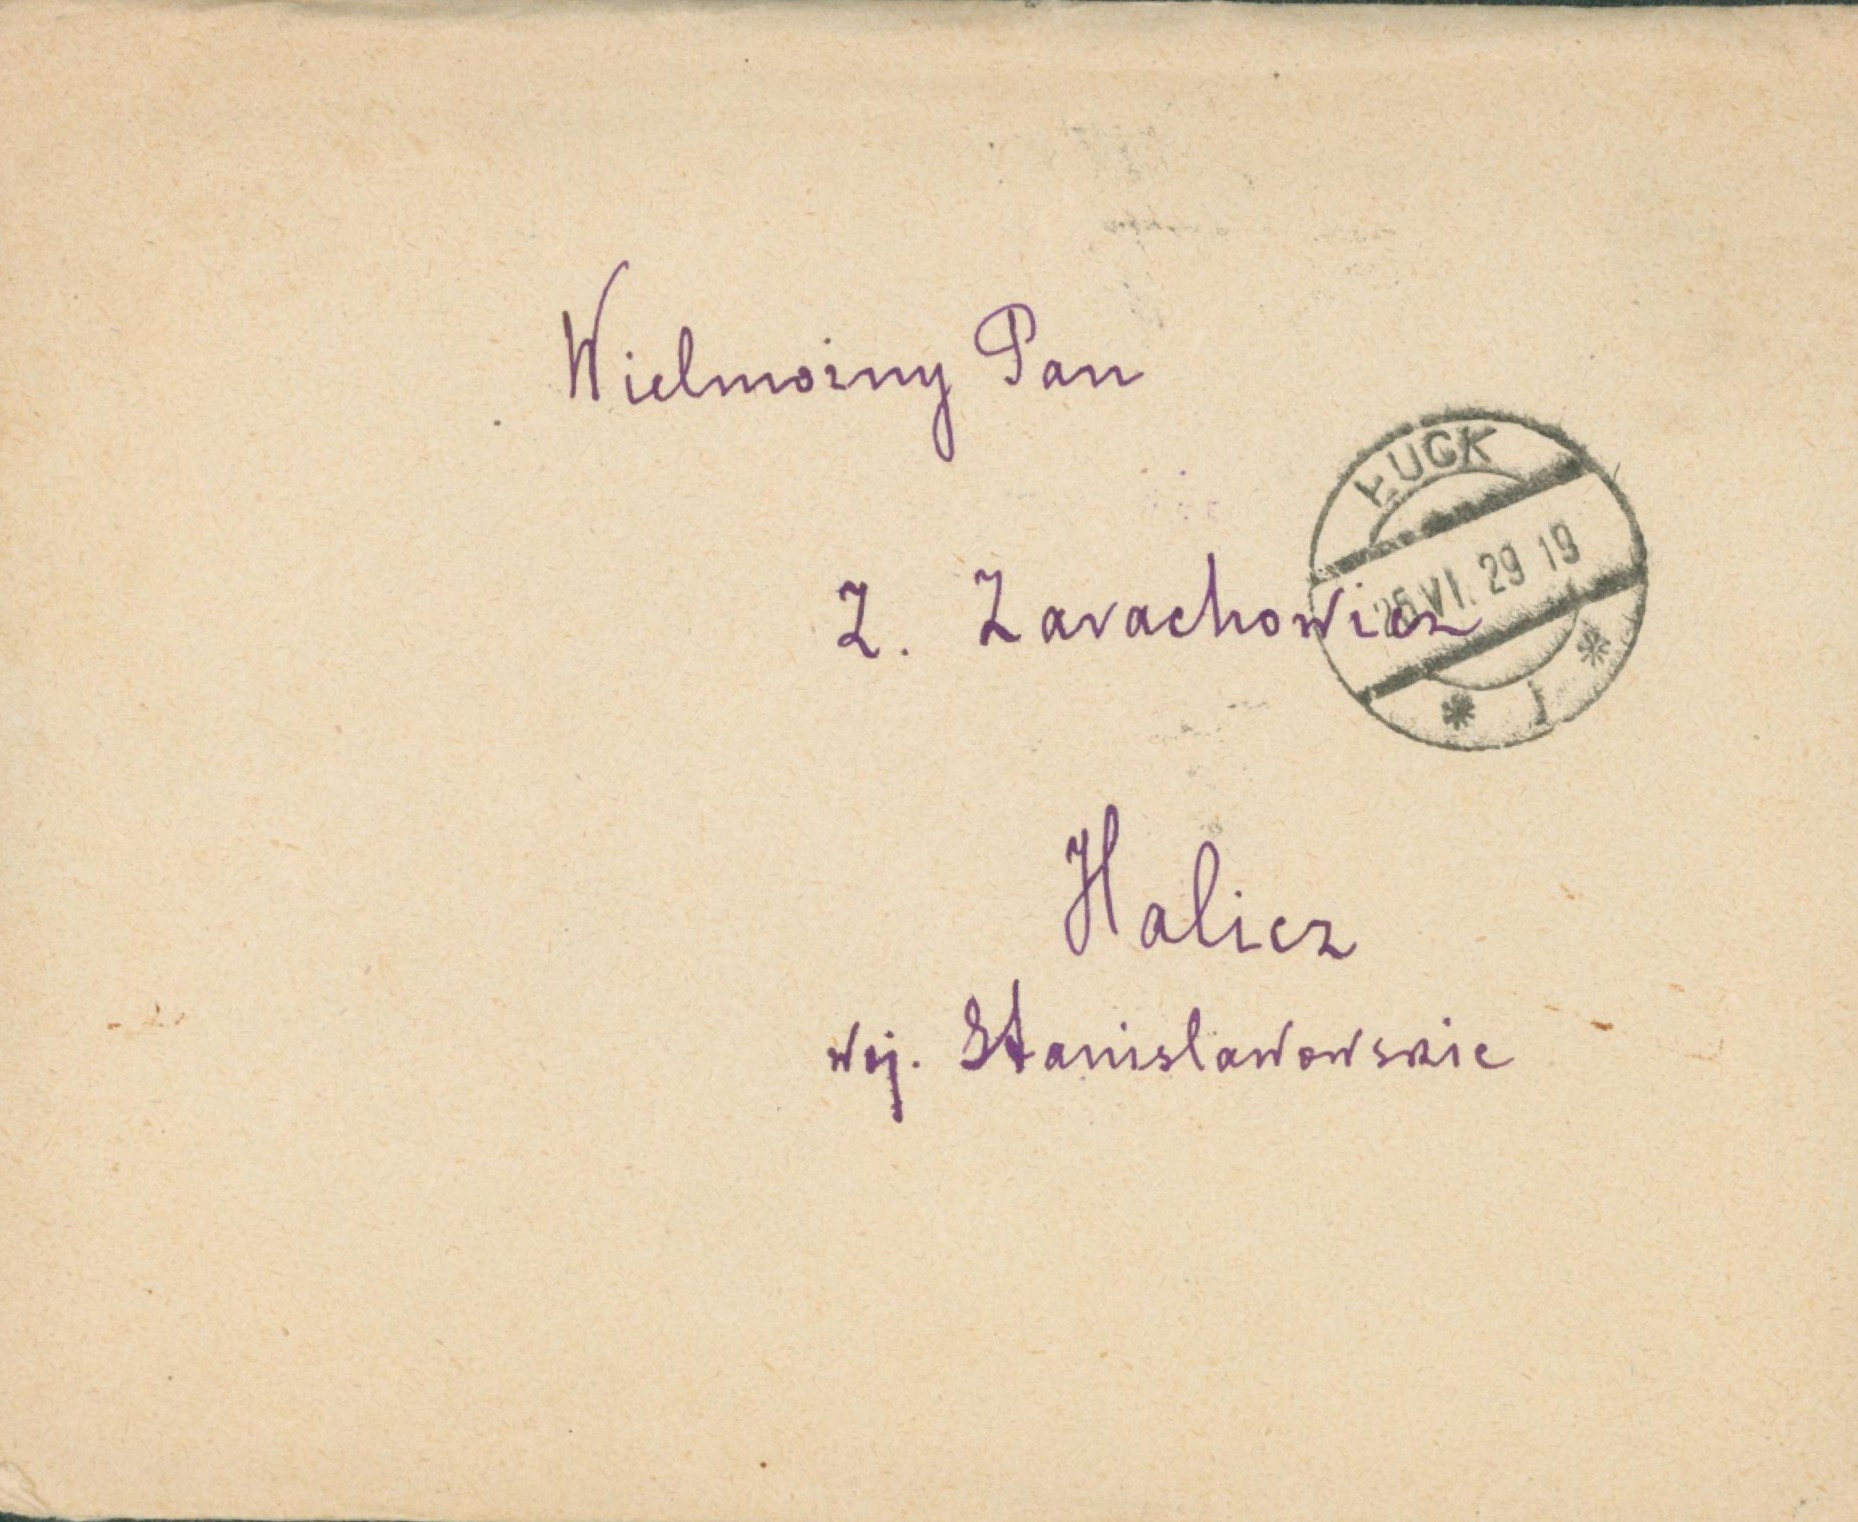 Wielmożny Pan
ŁUCK
25 VI. 29 19
Z. Zarachowicz
* j *
Halicz
woj. Stanisławowskie